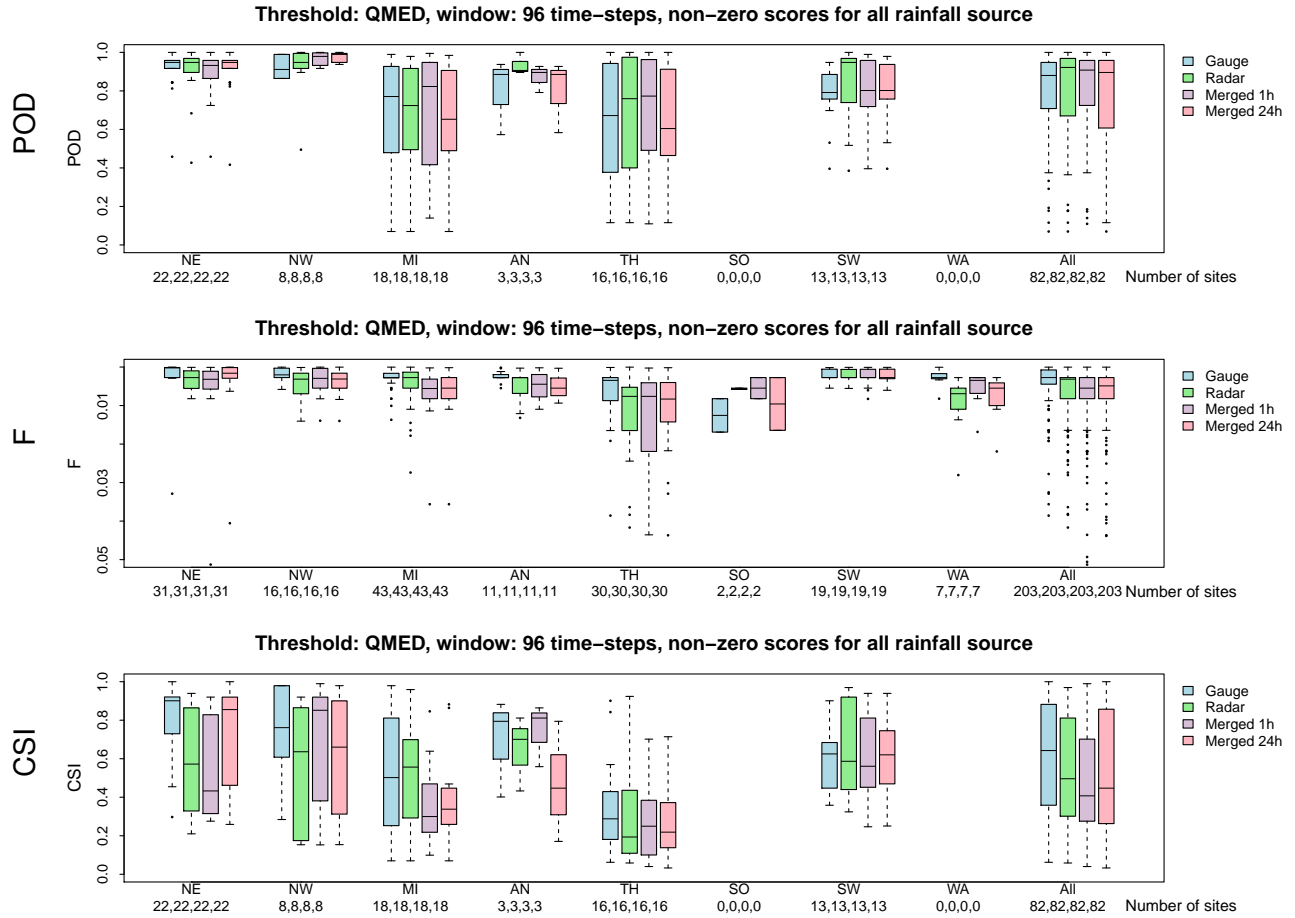 Threshold: QMED, window: 96 time−steps, non−zero scores for all rainfall source
POD
POD
1.0
0.8
0.6
0.4
0.2
0.0
Gauge
Radar
Merged 1h
Merged 24h
NE NW MI AN TH SO SW WA All
22,22,22,22 8,8,8,8 18,18,18,18 3,3,3,3 16,16,16,16 0,0,0,0 13,13,13,13 0,0,0,0 82,82,82,82 Number of sites
Threshold: QMED, window: 96 time−steps, non−zero scores for all rainfall source
F
F
0.01
0.03
0.05
Gauge
Radar
Merged 1h
Merged 24h
NE NW MI AN TH SO SW WA All
31,31,31,31 16,16,16,16 43,43,43,43 11,11,11,11 30,30,30,30 2,2,2,2 19,19,19,19 7,7,7,7 203,203,203,203 Number of sites
Threshold: QMED, window: 96 time−steps, non−zero scores for all rainfall source
CSI
CSI
1.0
0.8
0.6
0.4
0.2
0.0
Gauge
Radar
Merged 1h
Merged 24h
NE NW MI AN TH SO SW WA All
22,22,22,22 8,8,8,8 18,18,18,18 3,3,3,3 16,16,16,16 0,0,0,0 13,13,13,13 0,0,0,0 82,82,82,82 Number of sites